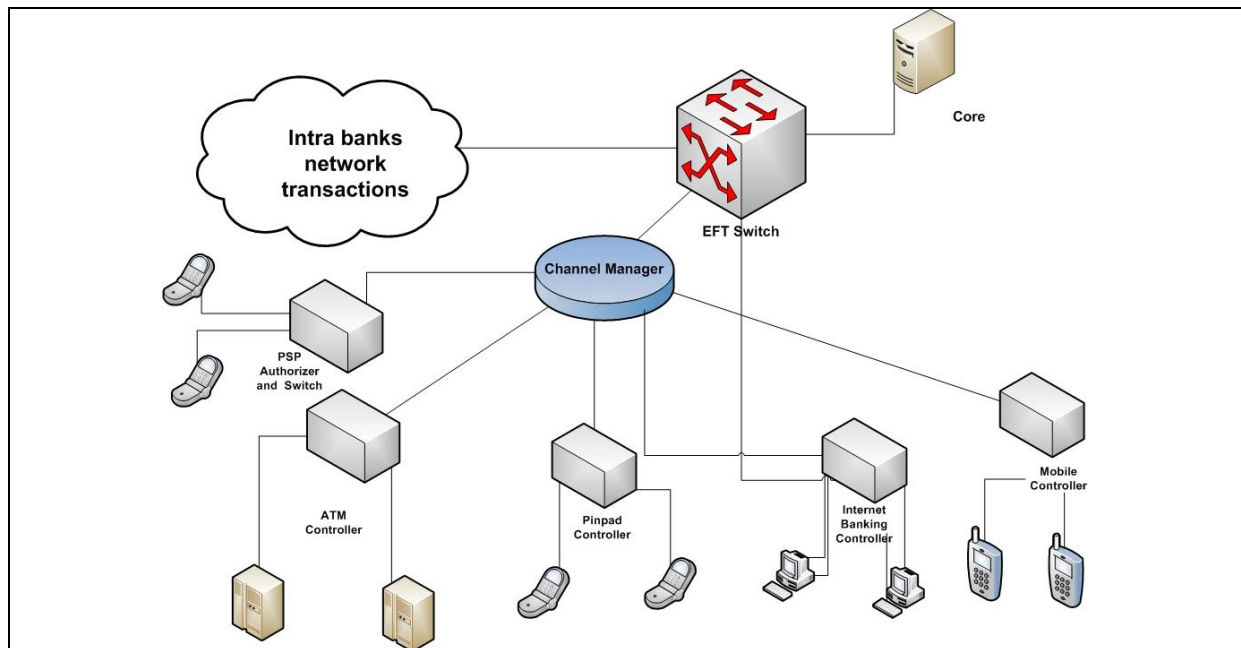 Intra banks
network
transactions
Core
EFT Switch
Channel Manager
PSP
Authorizer
and Switch
ATM
Controller
Pinpad
Controller
Internet
Banking
Controller
Mobile
Controller